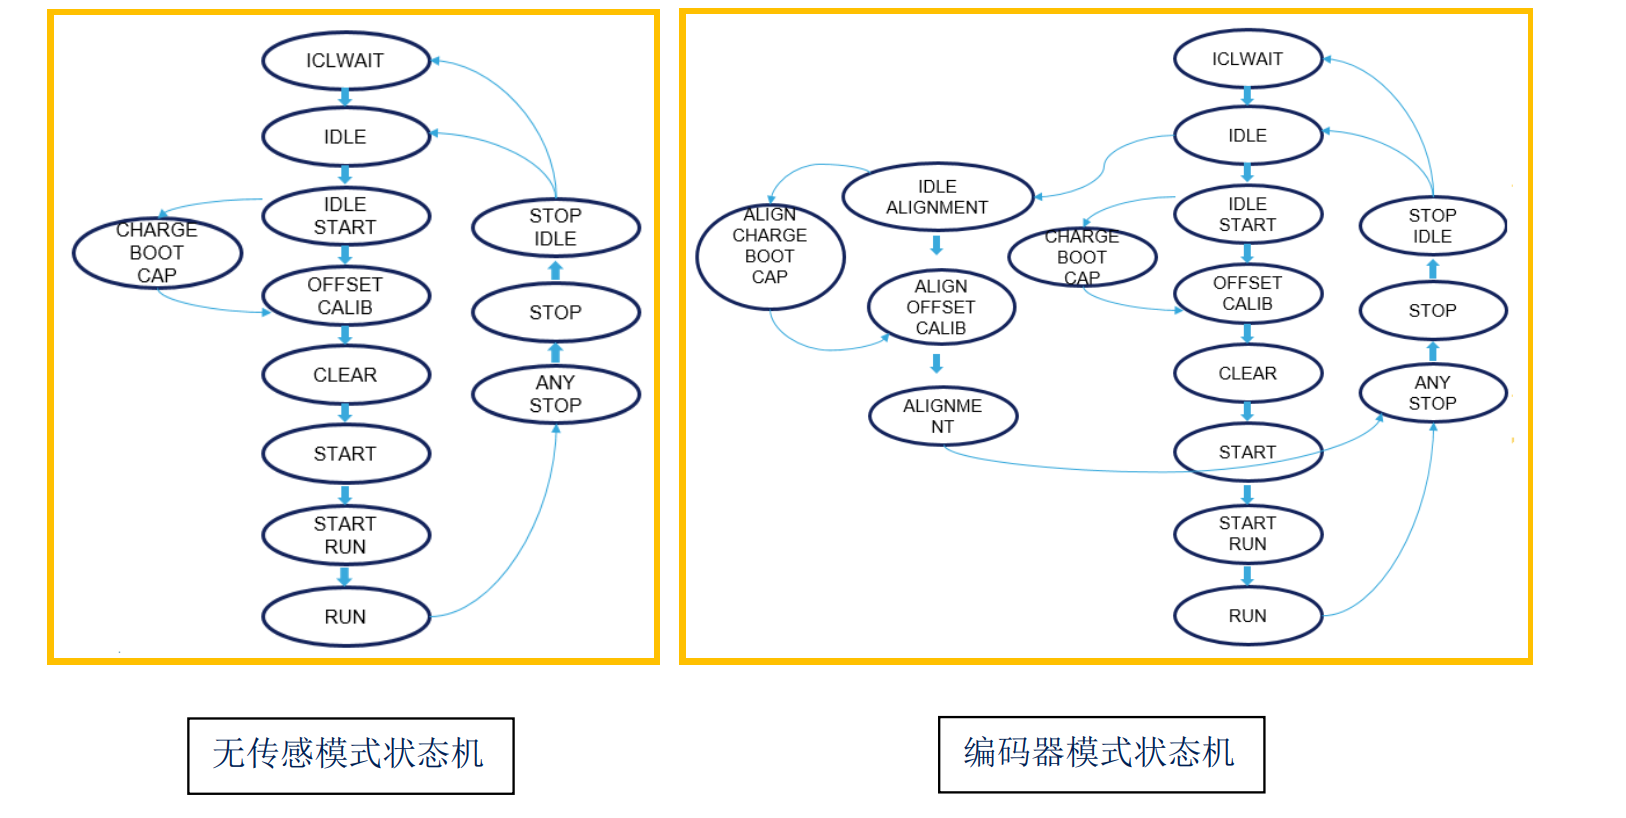 ICLWAIT
IDLE
IDLE
START
CHARGE
BOOT
CAP
OFFSET
CALIB
CLEAR
START
START
RUN
RUN
STOP
IDLE
STOP
ANY
STOP
无传感模式状态机
ICLWAIT
IDLE
IDLE
ALIGNMENT
ALIGN
CHARGE
BOOT
CAP
ALIGN
OFFSET
CALIB
ALIGNME
NT
IDLE
START
CHARGE
BOOT
CAP
OFFSET
CALIB
CLEAR
START
START
RUN
RUN
STOP
IDLE
STOP
ANY
STOP
编码器模式状态机